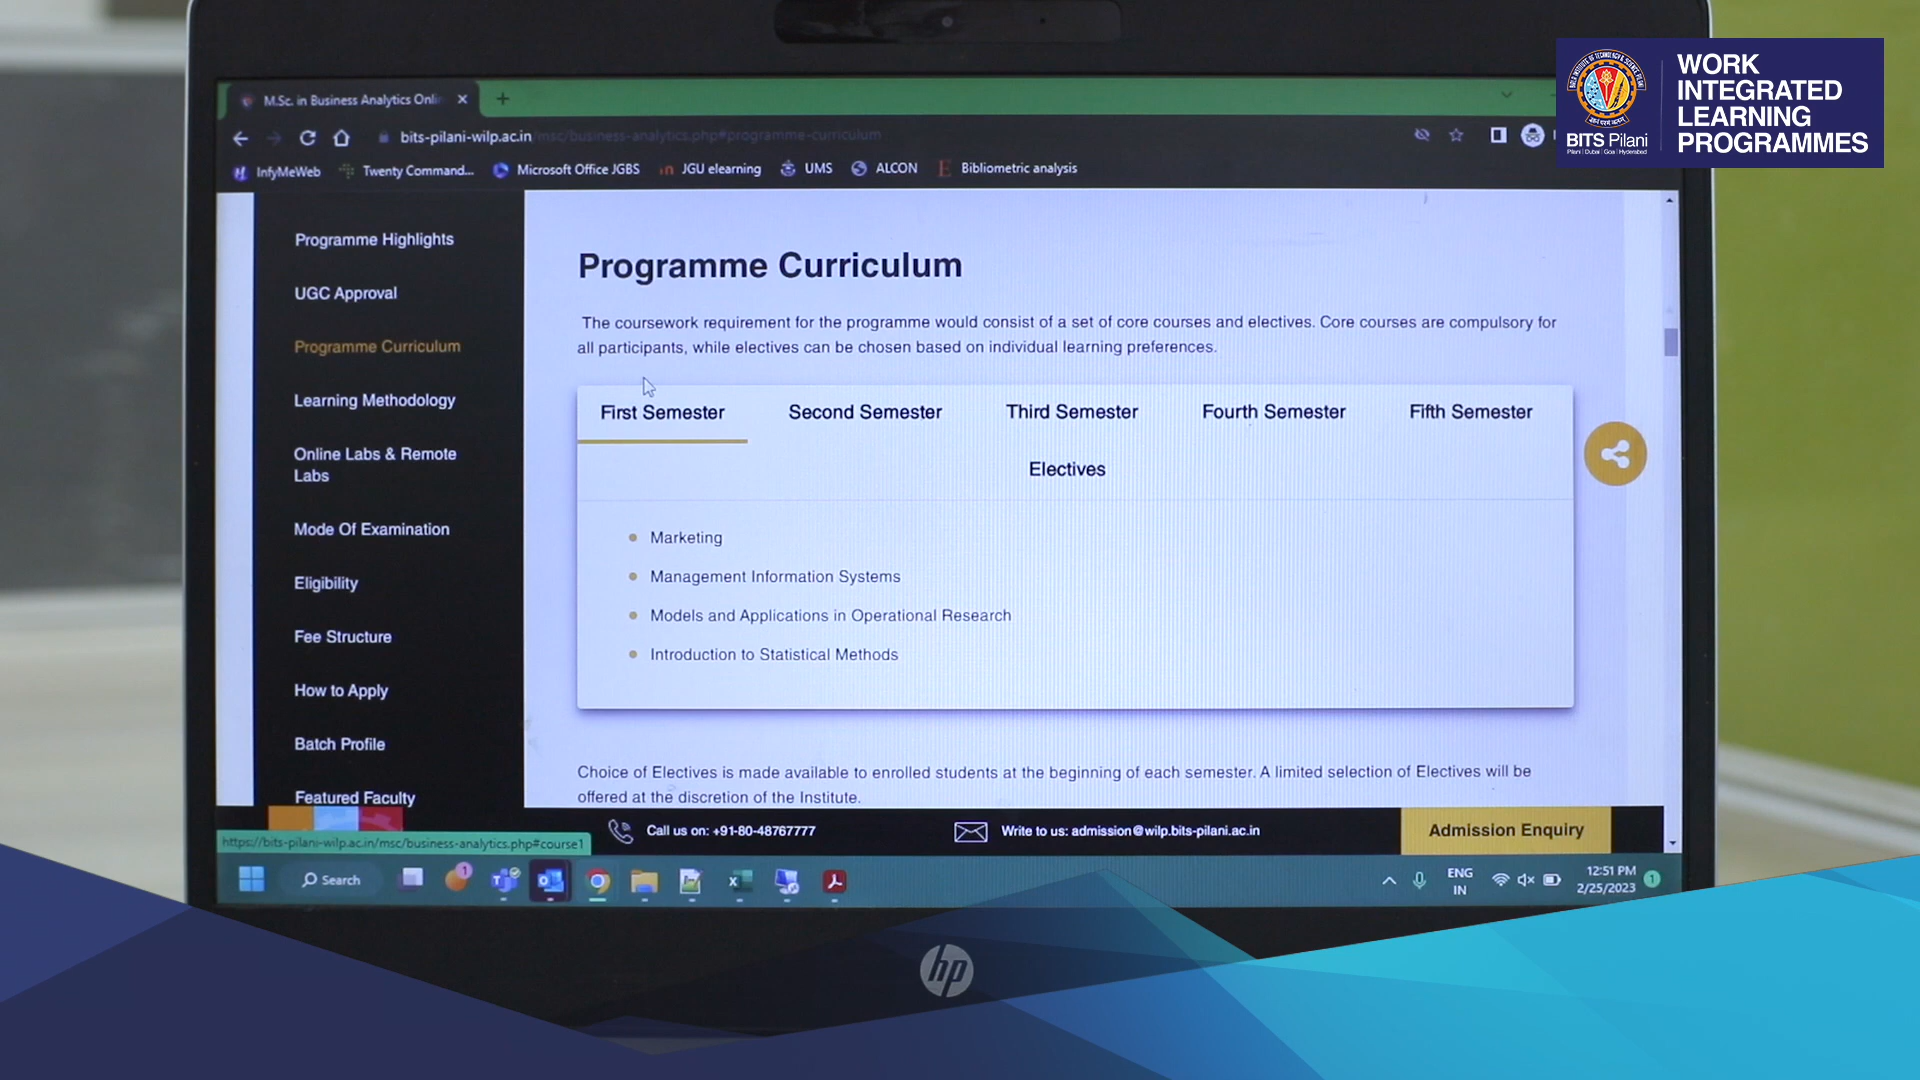 WORK
INTEGRATED
LEARNING
PROGRAMMES
BITS Pilani
Pilani | Dubai | Goa | Hyderabad
M.Sc. in Business Analytics Onli
bits-pilani-wilp.ac.in/msc/business-analytics.php#programme-curriculum
InfyMeWeb Twenty Command... Microsoft Office JGBS JGU elearning UMS ALCON Bibliometric analysis
Programme Highlights
UGC Approval
Programme Curriculum
Learning Methodology
Online Labs & Remote
Labs
Mode Of Examination
Eligibility
Fee Structure
How to Apply
Batch Profile
Featured Faculty
Programme Curriculum
The coursework requirement for the programme would consist of a set of core courses and electives. Core courses are compulsory for
all participants, while electives can be chosen based on individual learning preferences.
First Semester Second Semester Third Semester Fourth Semester Fifth Semester
Electives
Marketing
Management Information Systems
Models and Applications in Operational Research
Introduction to Statistical Methods
Choice of Electives is made available to enrolled students at the beginning of each semester. A limited selection of Electives will be
offered at the discretion of the Institute.
Call us on: +91-80-48767777 Write to us: admission@wilp.bits-pilani.ac.in Admission Enquiry
https://bits-pilani-wilp.ac.in/msc/business-analytics.php#course1
Search
1
ENG
IN
12:51 PM
2/25/2023
1
hp